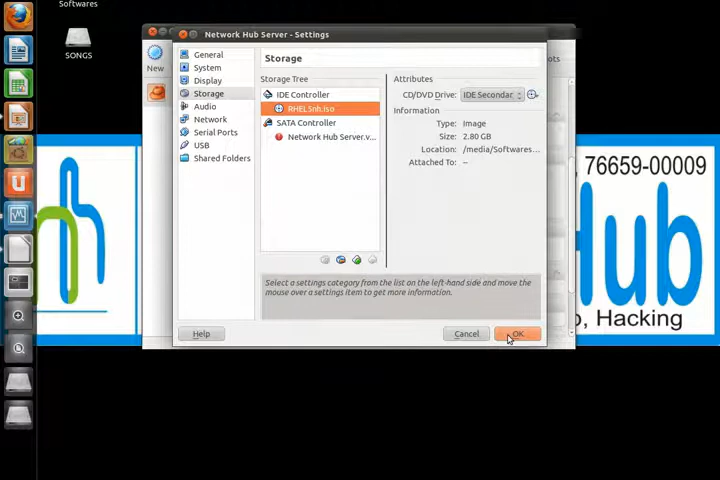 Softwares
SONGS
Network Hub Server - Settings
New
General
System
Display
Storage
Audio
Network
Serial Ports
USB
Shared Folders
Storage
Storage Tree
IDE Controller
RHEL5nh.iso
SATA Controller
Network Hub Server.v...
Attributes
CD/DVD Drive: IDE Secondar
Information
Type: Image
Size: 2.80 GB
Location: /media/Softwares...
Attached To: --
Select a settings category from the list on the left-hand side and move the
mouse over a settings item to get more information.
Help
Cancel
OK
ots
, 76659-00009
Hub
o, Hacking
h